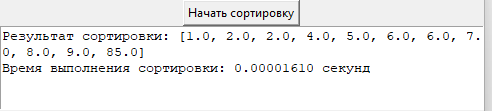 Начать сортировку
Результат сортировки: [1.0, 2.0, 2.0, 4.0, 5.0, 6.0, 6.0, 7.
0, 8.0, 9.0, 85.0]
Время выполнения сортировки: 0.00001610 секунд